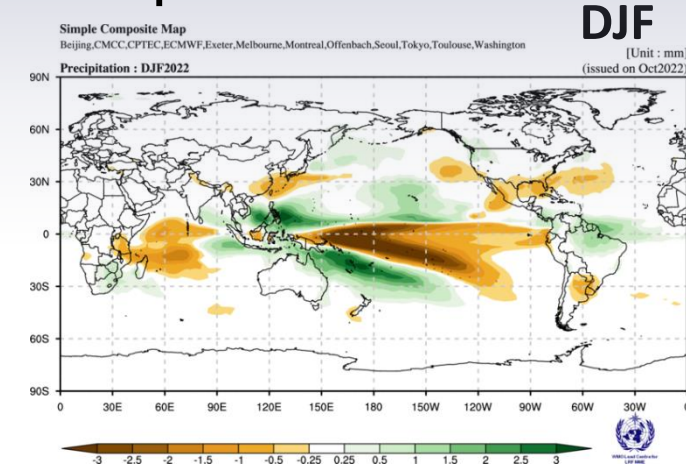 DJF
Simple Composite Map
Beijing,CMCC,CPTEC,ECMWF,Exeter,Melbourne,Montreal,Offenbach,Seoul,Tokyo,Toulouse,Washington
[Unit : mm]
Precipitation : DJF2022
(issued on Oct2022)
90N
60N
30N
0
30S
60S
90S
0 30E 60E 90E 120E 150E 180 150W 120W 90W 60W 30W
-3 -2.5 -2 -1.5 -1 -0.5 -0.25 0.25 0.5 1 1.5 2 2.5 3